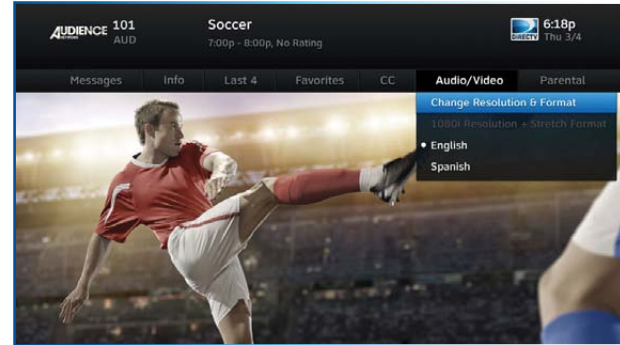 AUDIENCE NETWORK 101
AUD
Soccer
7:00p - 8:00p, No Rating
DIRECTV
6:18p
Thu 3/4
Messages Info Last 4 Favorites CC Audio/Video Parental
Change Resolution & Format
1080i Resolution + Stretch Format
English
Spanish